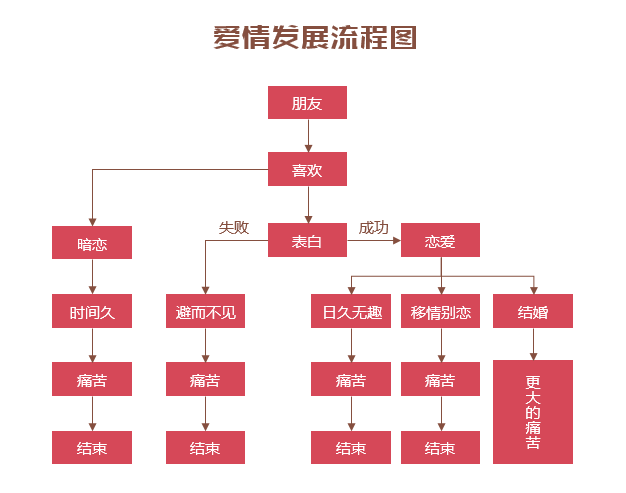 爱情发展流程图
朋友
喜欢
失败
表白
成功
暗恋
恋爱
时间久
避而不见
日久无趣
移情别恋
结婚
痛苦
痛苦
痛苦
痛苦
更大的痛苦
结束
结束
结束
结束